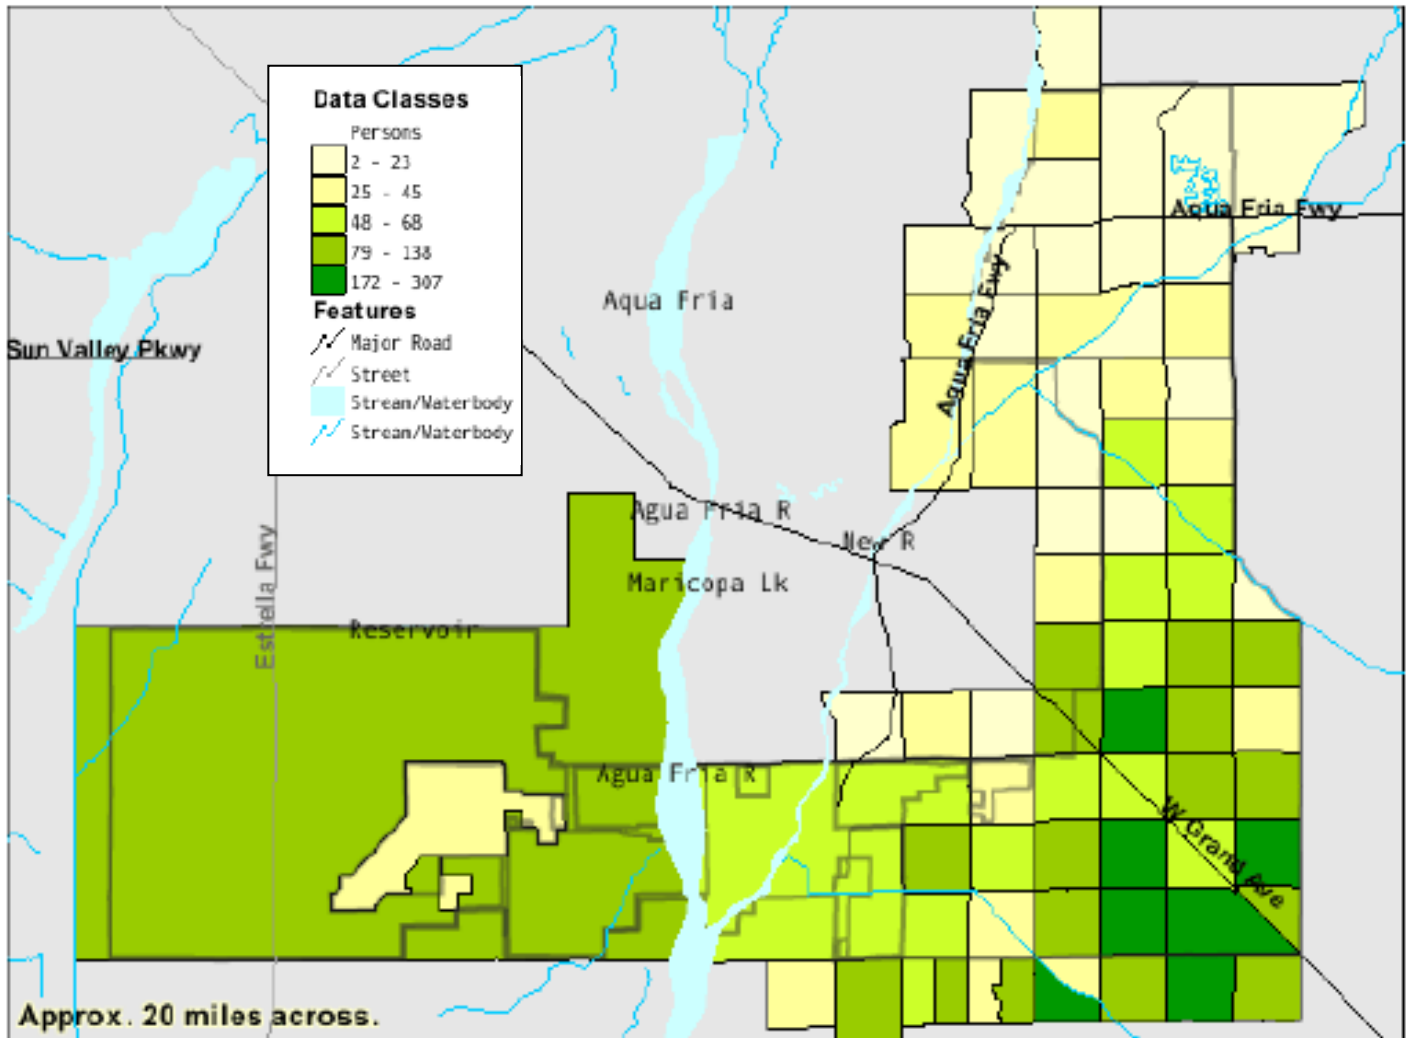 Data Classes
Persons
2 - 23
25 - 45
48 - 68
79 - 138
172 - 307
Features
Major Road
Street
Stream/Waterbody
Stream/Waterbody
Aqua Fria Fwy
Aqua Fria
Agua Fria Fwy
Sun Valley Pkwy
Agua Fria R
New R
Maricopa Lk
Estrella Fwy
Reservoir
Agua Fria R
W Grand Ave
Approx. 20 miles across.